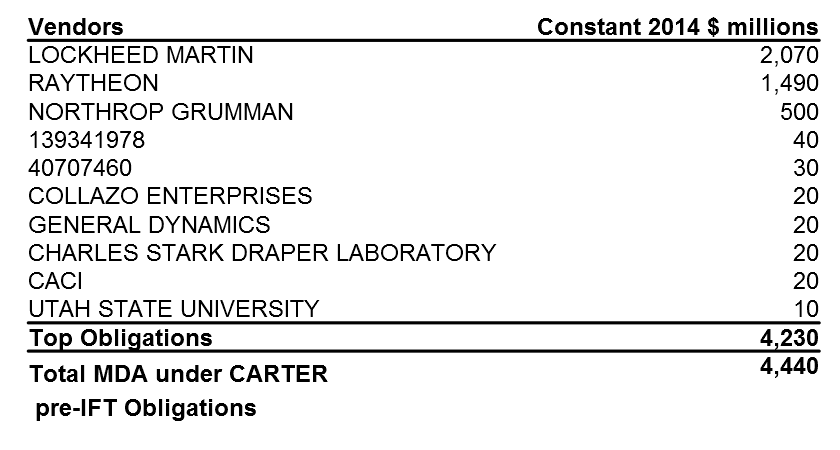 Vendors Constant 2014 $ millions
LOCKHEED MARTIN 2,070
RAYTHEON 1,490
NORTHROP GRUMMAN 500
139341978 40
40707460 30
COLLAZO ENTERPRISES 20
GENERAL DYNAMICS 20
CHARLES STARK DRAPER LABORATORY 20
CACI 20
UTAH STATE UNIVERSITY 10
Top Obligations 4,230
Total MDA under CARTER 4,440
pre-IFT Obligations